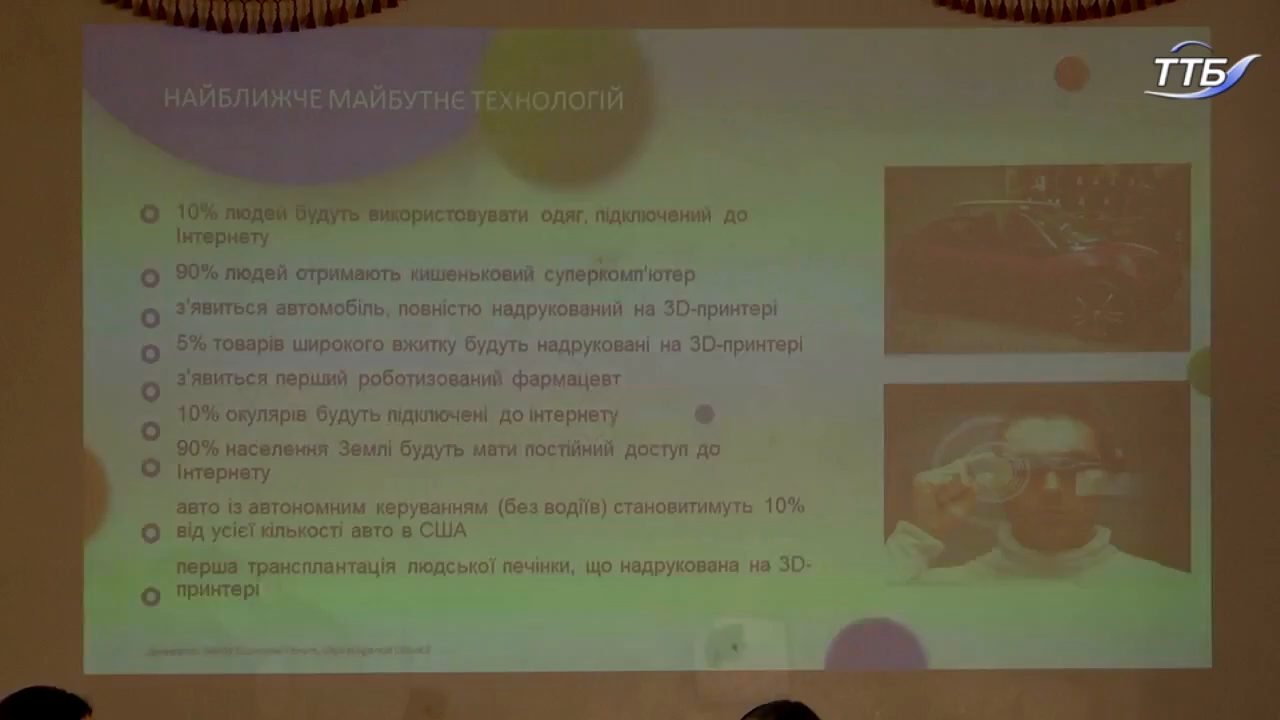 ТТБ
НАЙБЛИЖЧЕ МАЙБУТНЄ ТЕХНОЛОГІЙ
10% людей будуть використовувати одяг, підключений до
Інтернету
90% людей отримають кишеньковий суперкомп'ютер
з'явиться автомобіль, повністю надрукований на 3D-принтері
5% товарів широкого вжитку будуть надруковані на 3D-принтері
з'явиться перший роботизований фармацевт
10% окулярів будуть підключені до інтернету
90% населення Землі будуть мати постійний доступ до
Інтернету
авто із автономним керуванням (без водіїв) становитимуть 10%
від усієї кількості авто в США
перша трансплантація людської печінки, що надрукована на 3D-
принтері